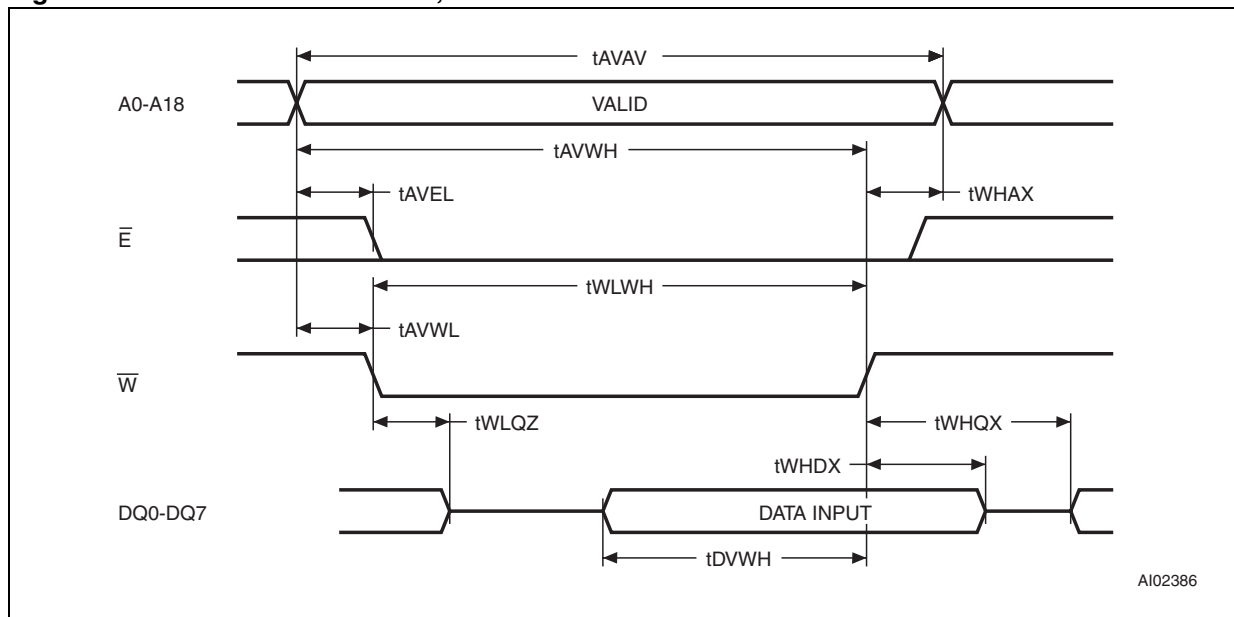 tAVAV
A0-A18
VALID
tAVWH
tAVEL
tWHAX
E̅
tWLWH
tAVWL
W̅
tWLQZ
tWHQX
tWHDX
DQ0-DQ7
DATA INPUT
tDVWH
AI02386